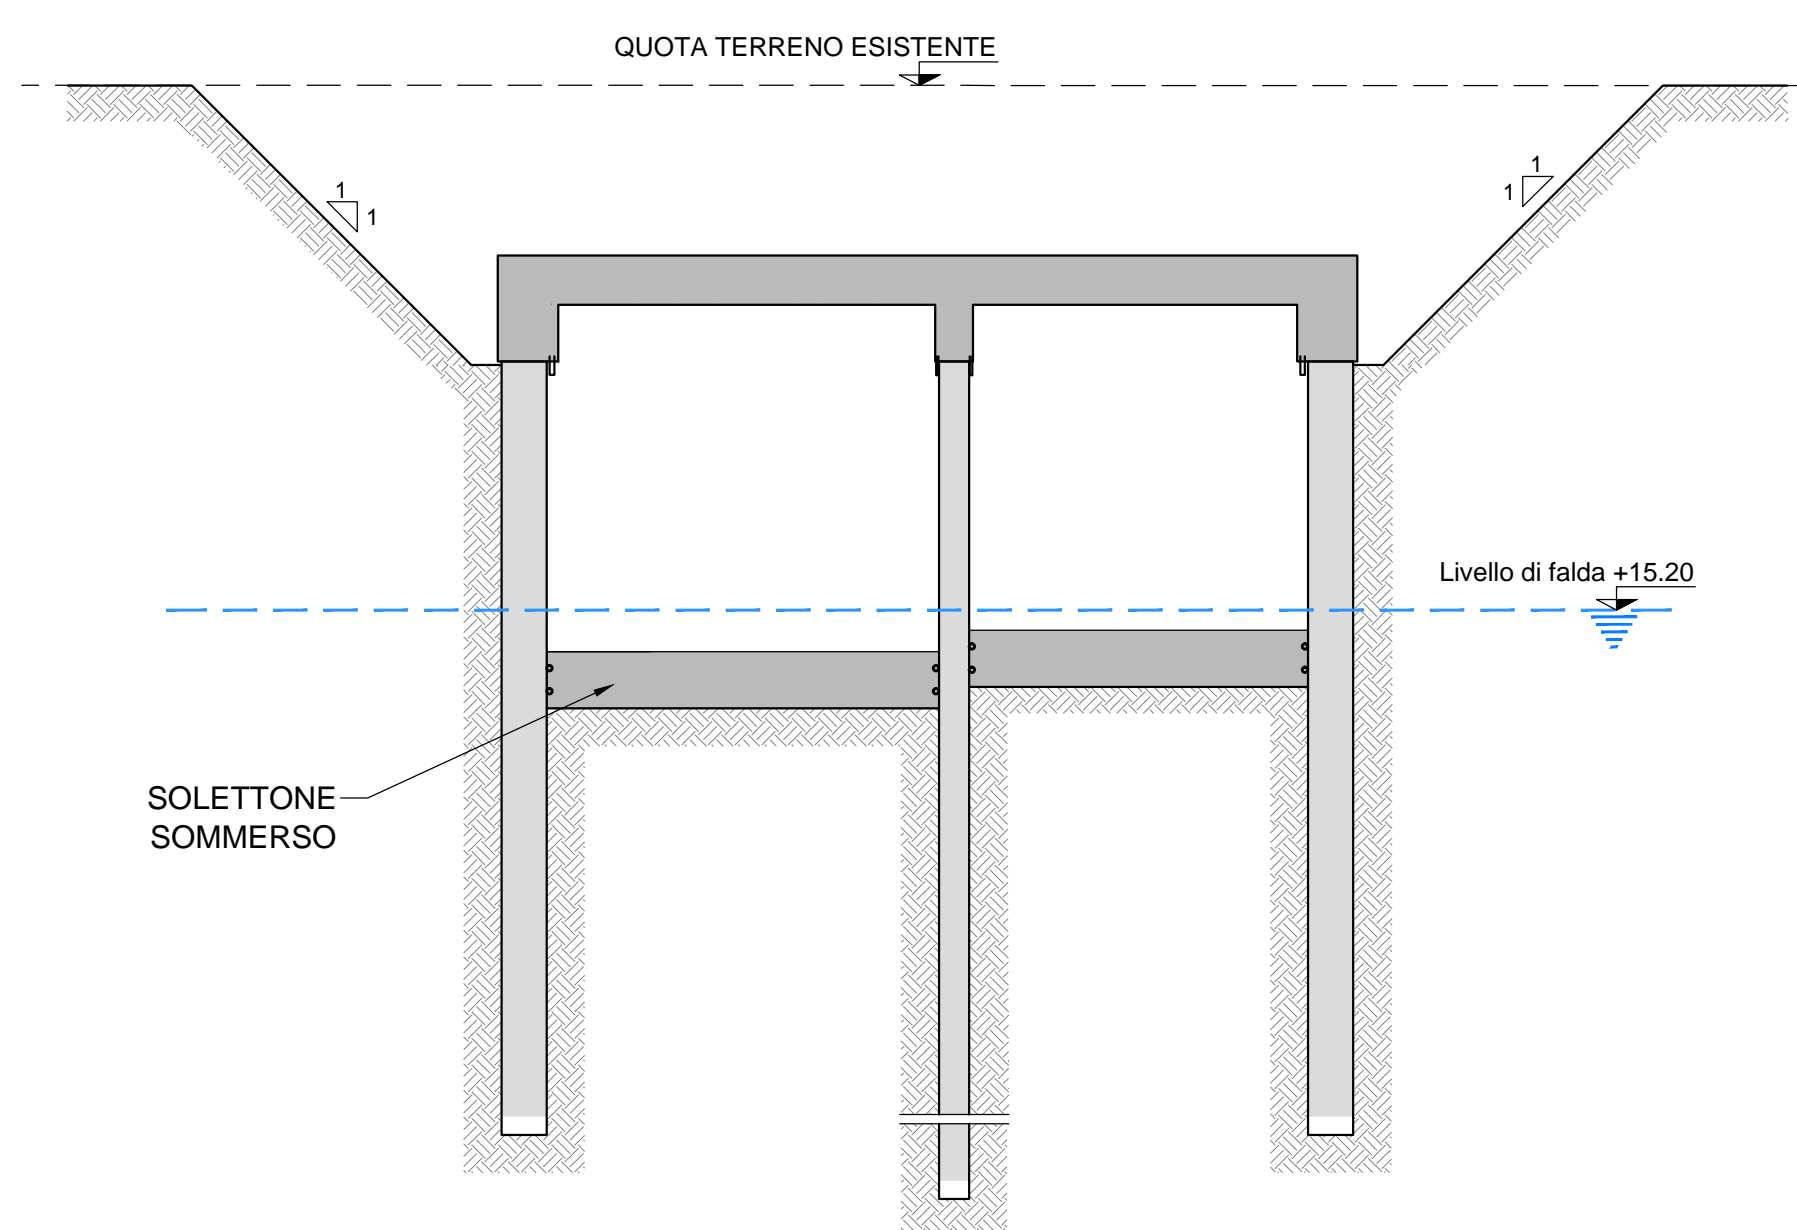 QUOTA TERRENO ESISTENTE
1
1
1
1
Livello di falda +15.20
SOLETTONE
SOMMERSO